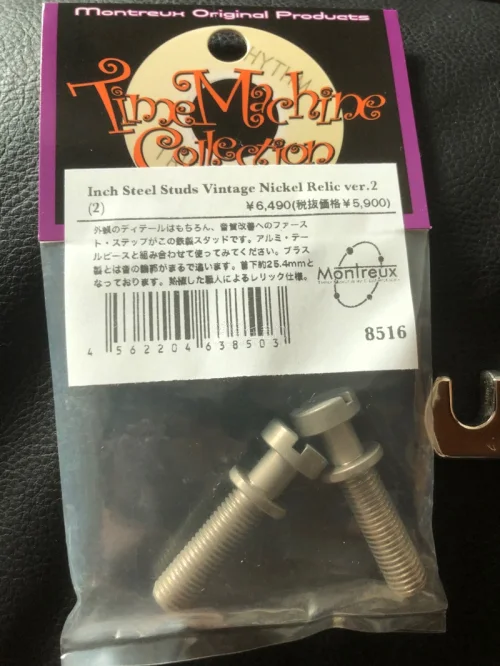 Montreux Original Products
RHYTHM
Time Machine
Collection
Inch Steel Studs Vintage Nickel Relic ver.2
(2) ¥6,490(税抜価格¥5,900)
外観のディテールはもちろん、音質改善へのファース
ト・ステップがこの鉄製スタッドです。アルミ・テー
ルピースと組み合わせて使ってみてください。ブラス
製とは音の輪郭がまるで違います。首下約25.4mmと
なっております。熟練した職人によるレリック仕様。
Montreux
4 562204 638503
8516